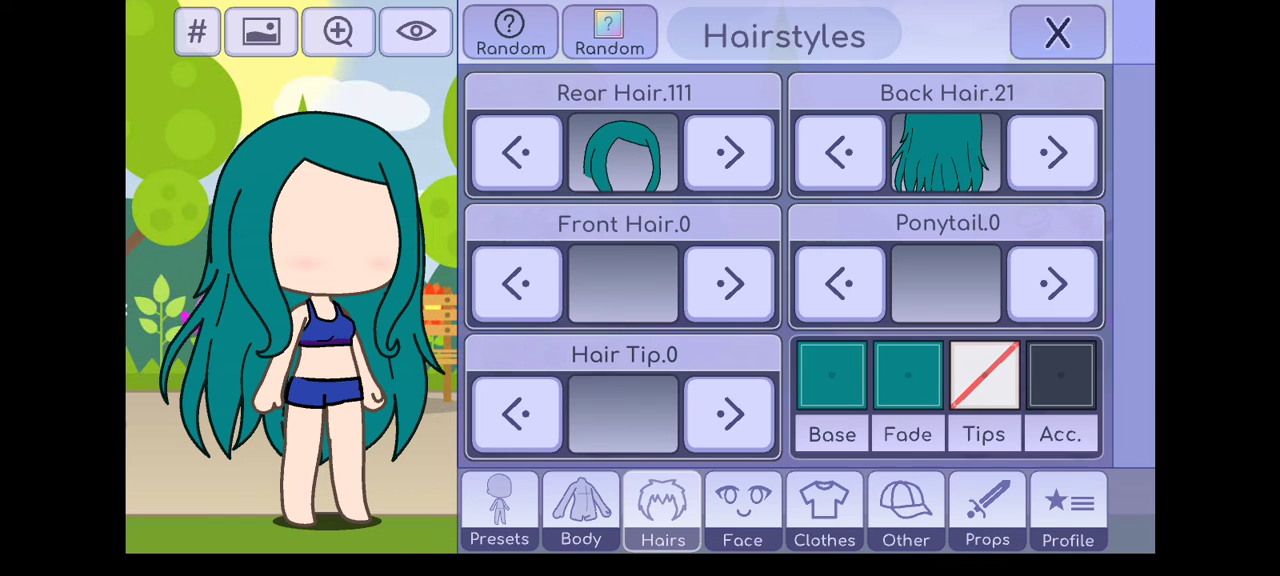 #
? Random
? Random
Hairstyles
X
Rear Hair.111
Back Hair.21
Front Hair.0
Ponytail.0
Hair Tip.0
Base
Fade
Tips
Acc.
Presets
Body
Hairs
Face
Clothes
Other
Props
Profile